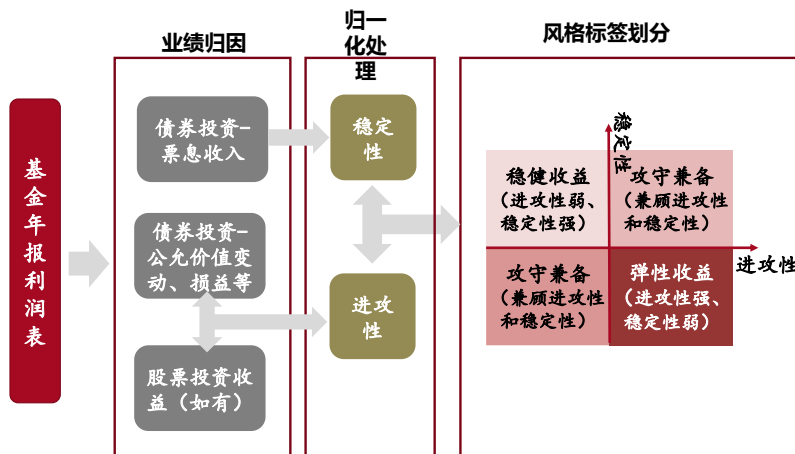 业绩归因
归一
化处
理
风格标签划分
基
金
年
报
利
润
表
债券投资-
票息收入
债券投资-
公允价值变
动、损益等
股票投资收
益（如有）
稳定
性
进攻
性
稳定性
稳健收益
（进攻性弱、
稳定性强）
攻守兼备
（兼顾进攻性
和稳定性）
进攻性
攻守兼备
（兼顾进攻性
和稳定性）
弹性收益
（进攻性强、
稳定性弱）